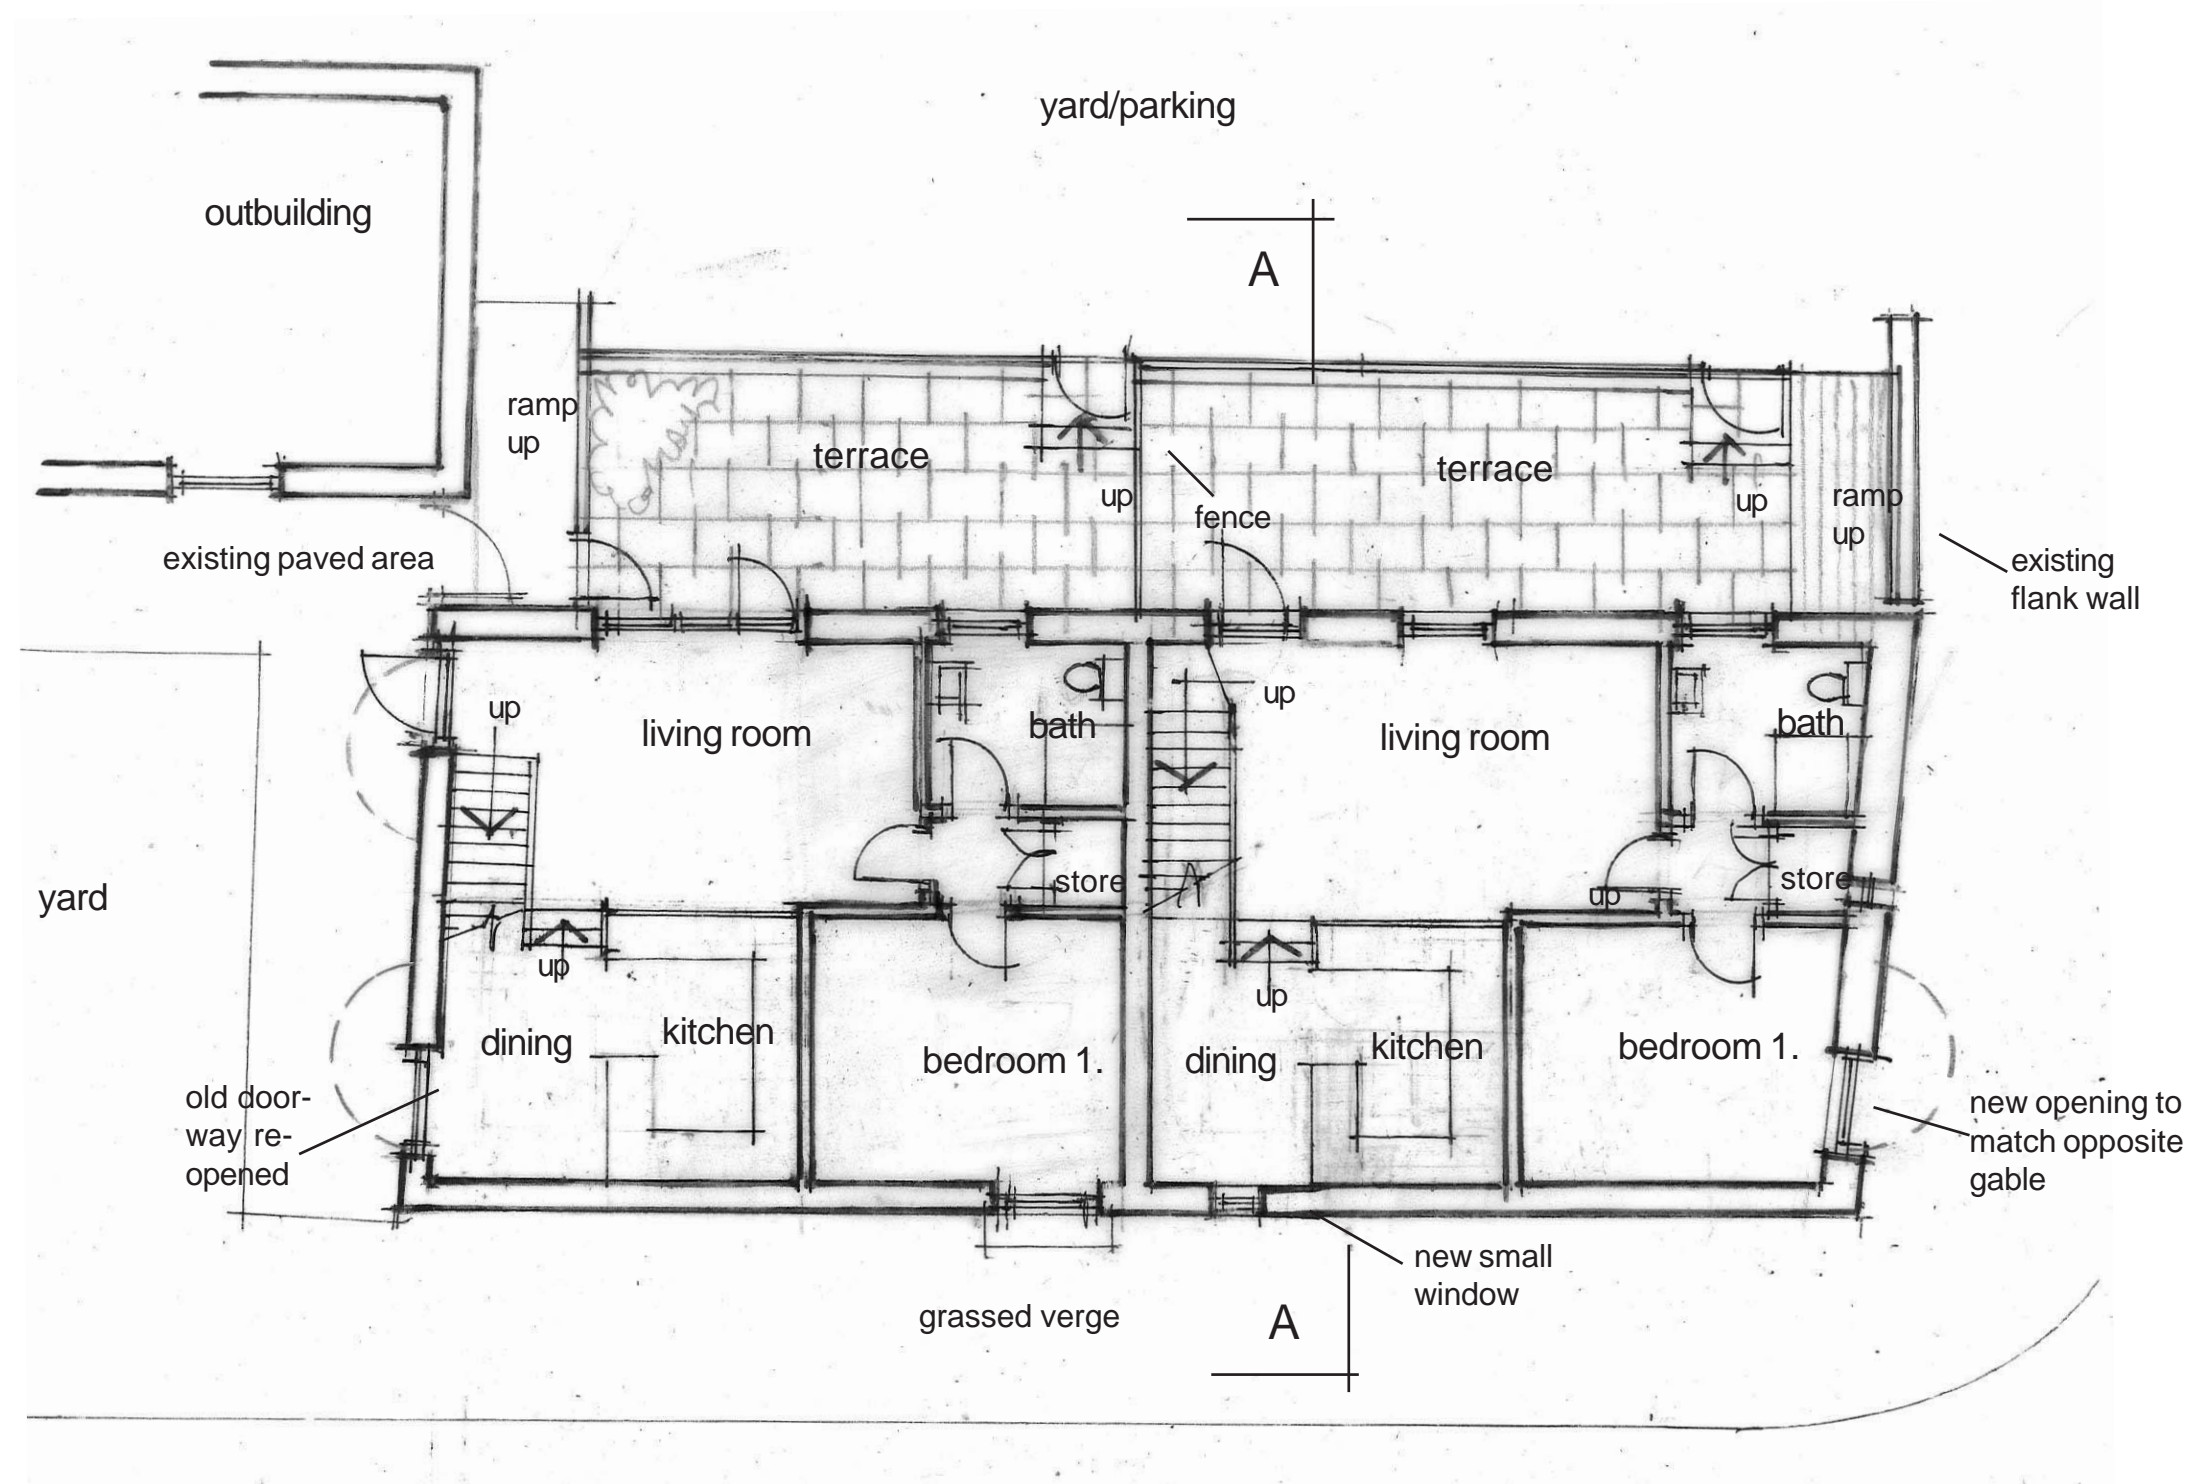 yard/parking
outbuilding
A
ramp
up
terrace
terrace
up
fence
up
ramp
up
existing paved area
existing
flank wall
up
living room
bath
up
living room
bath
yard
store
store
up
up
up
dining
kitchen
bedroom 1.
dining
kitchen
bedroom 1.
old door-
way re-
opened
new opening to
match opposite
gable
new small
window
grassed verge
A